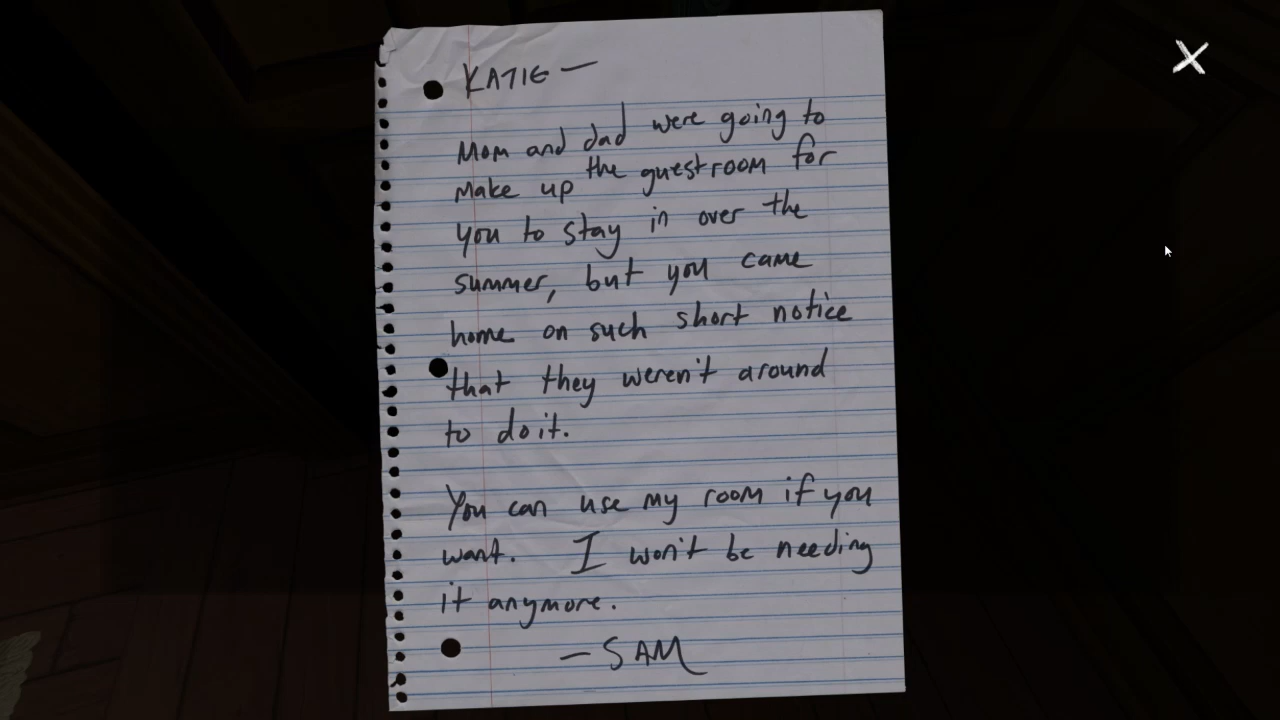 KATIE —
Mom and dad were going to
make up the guestroom for
you to stay in over the
summer, but you came
home on such short notice
that they weren't around
to do it.
You can use my room if you
want. I won't be needing
it anymore.
— SAM